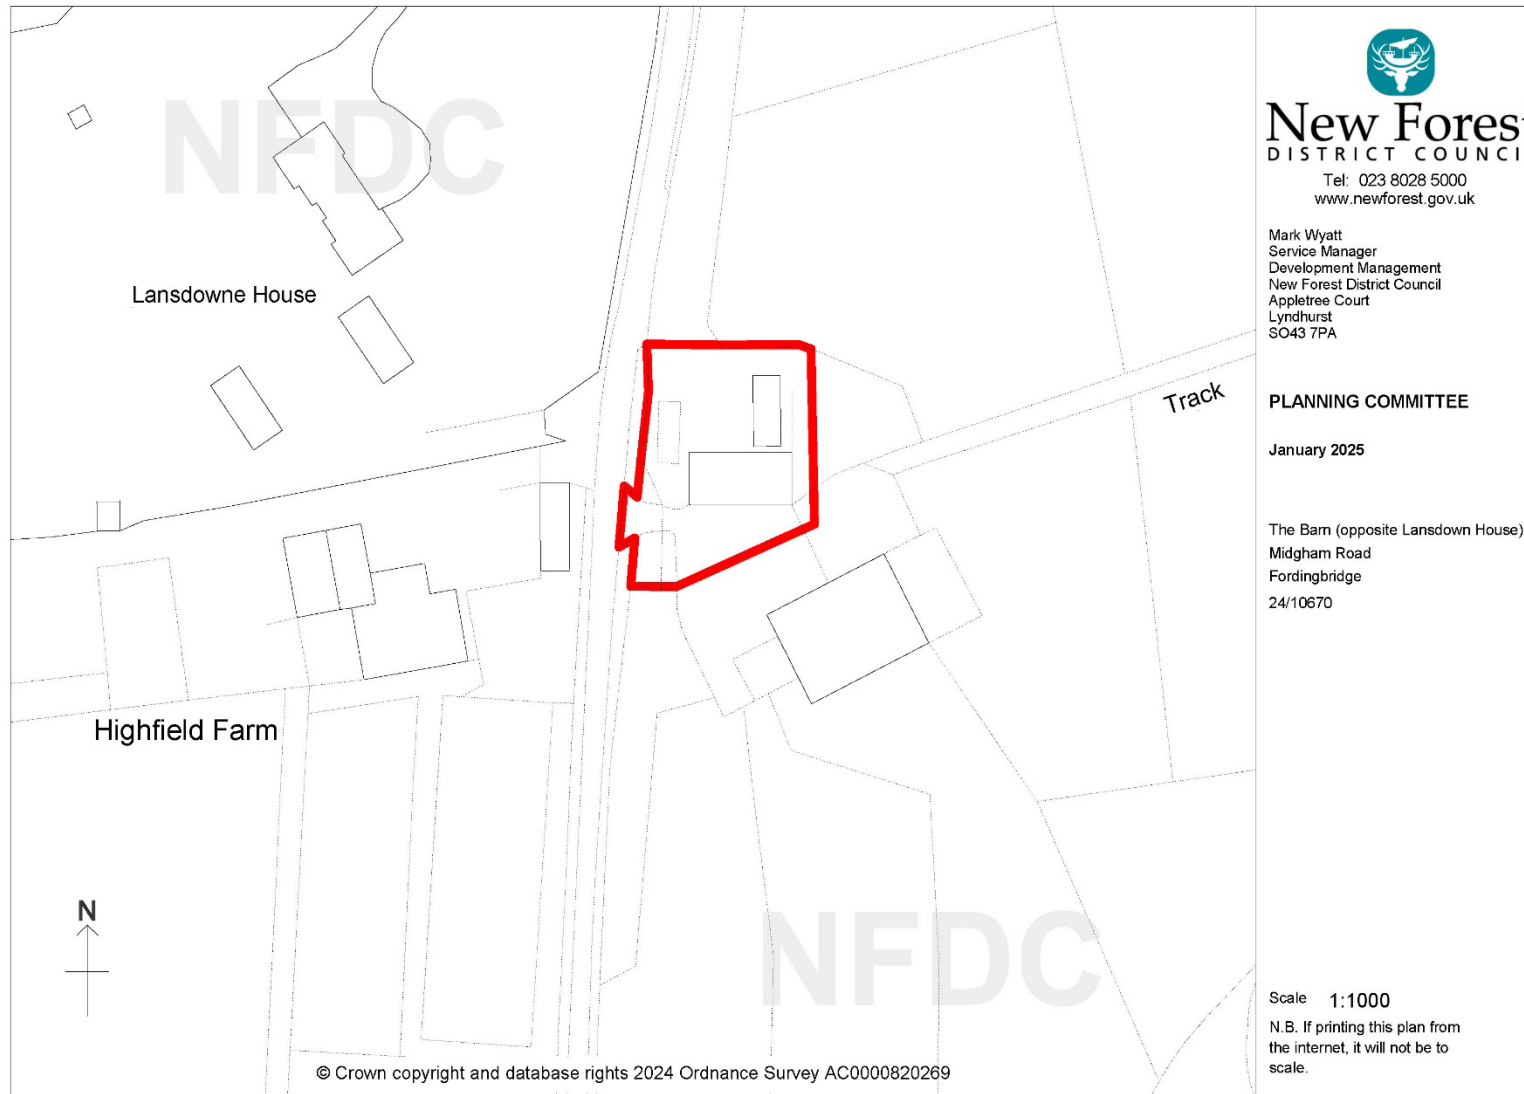 NFDC
Lansdowne House
Track
Highfield Farm
N
NFDC
© Crown copyright and database rights 2024 Ordnance Survey AC0000820269
New Forest
DISTRICT COUNCI
Tel: 023 8028 5000
www.newforest.gov.uk
Mark Wyatt
Service Manager
Development Management
New Forest District Council
Appletree Court
Lyndhurst
SO43 7PA
PLANNING COMMITTEE
January 2025
The Barn (opposite Lansdown House)
Midgham Road
Fordingbridge
24/10670
Scale 1:1000
N.B. If printing this plan from
the internet, it will not be to
scale.